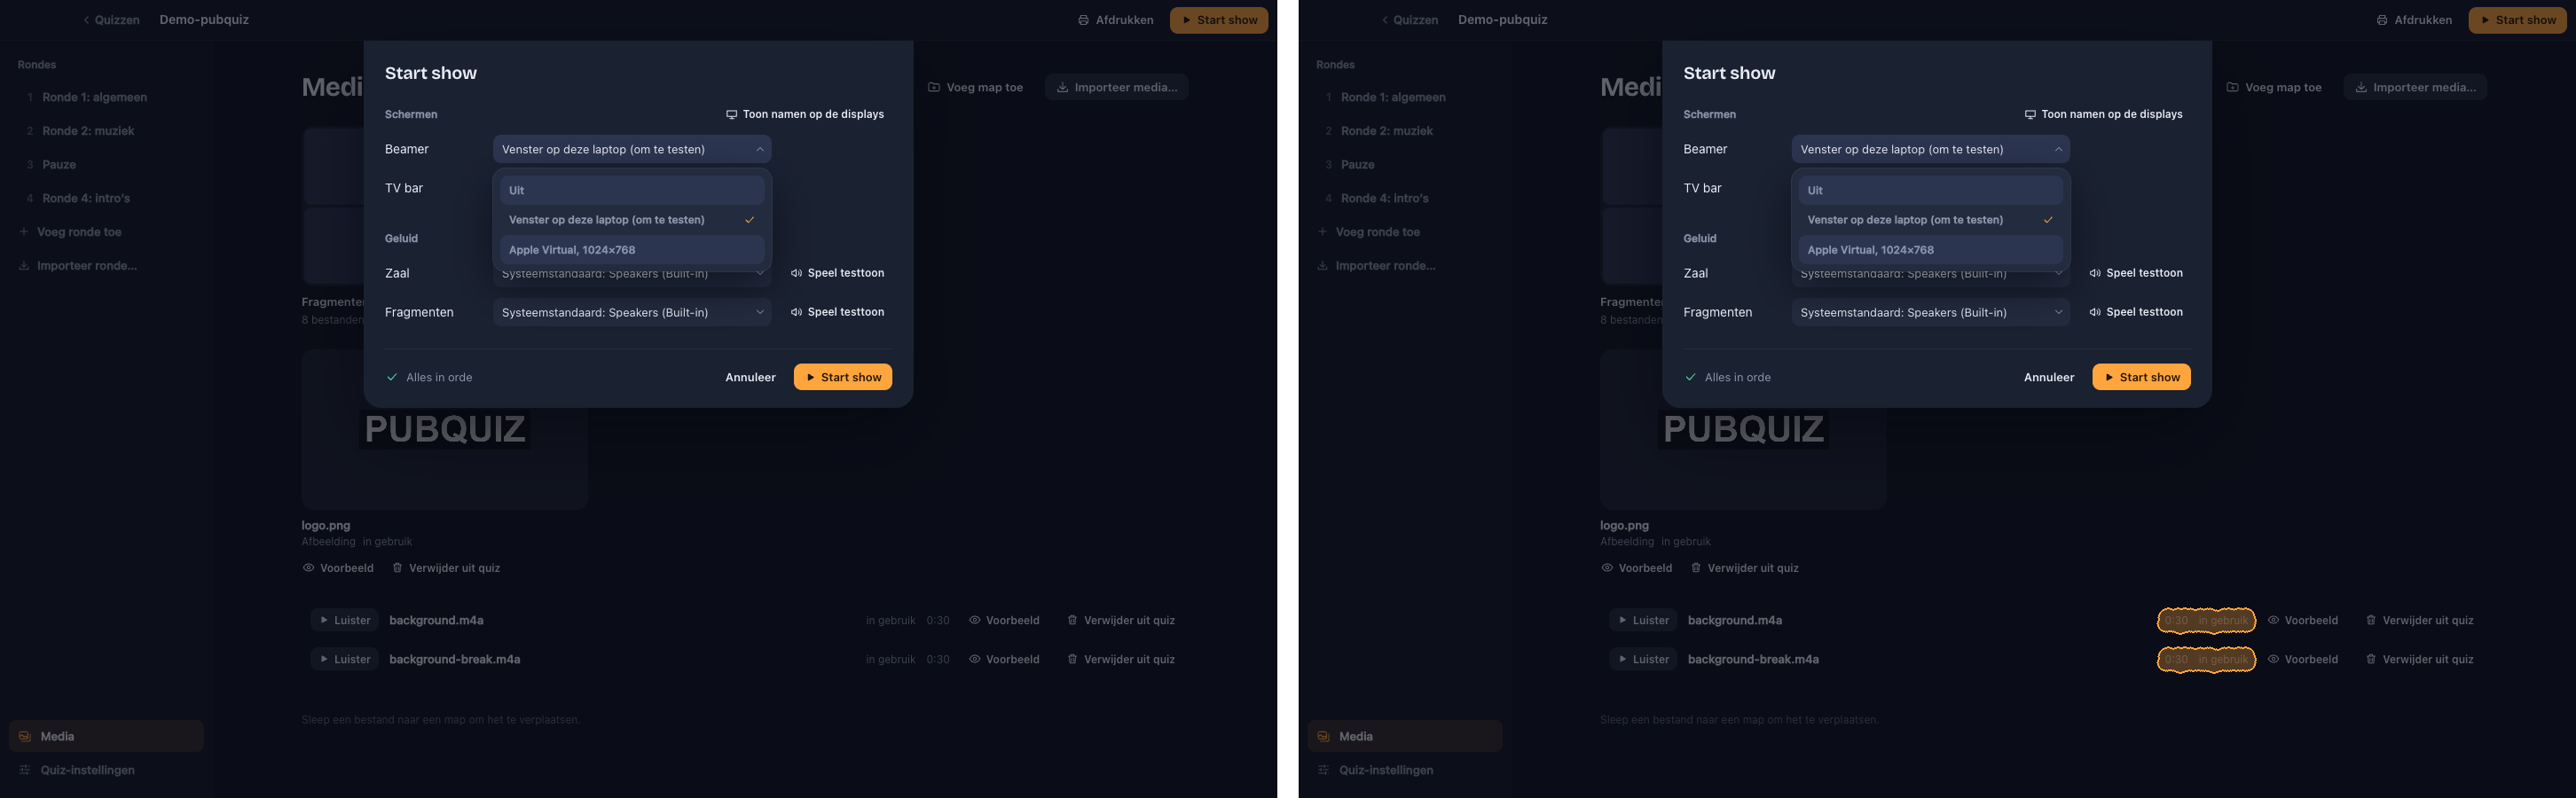 Quizzen Demo-pubquiz Afdrukken Start show
Rondes
1 Ronde 1: algemeen
2 Ronde 2: muziek
3 Pauze
4 Ronde 4: intro's
Voeg ronde toe
Importeer ronde...
Medi Voeg map toe Importeer media...
Start show
Schermen Toon namen op de displays
Beamer Venster op deze laptop (om te testen)
TV bar
Uit
Venster op deze laptop (om te testen)
Apple Virtual, 1024×768
Geluid
Zaal Systeemstandaard: Speakers (Built-in) Speel testtoon
Fragmenten Systeemstandaard: Speakers (Built-in) Speel testtoon
Alles in orde Annuleer Start show
Fragmenten
8 bestanden
PUBQUIZ
logo.png
Afbeelding in gebruik
Voorbeeld Verwijder uit quiz
Luister background.m4a in gebruik 0:30 Voorbeeld Verwijder uit quiz
Luister background-break.m4a in gebruik 0:30 Voorbeeld Verwijder uit quiz
Sleep een bestand naar een map om het te verplaatsen.
Media
Quiz-instellingen
Quizzen Demo-pubquiz Afdrukken Start show
Rondes
1 Ronde 1: algemeen
2 Ronde 2: muziek
3 Pauze
4 Ronde 4: intro's
Voeg ronde toe
Importeer ronde...
Medi Voeg map toe Importeer media...
Start show
Schermen Toon namen op de displays
Beamer Venster op deze laptop (om te testen)
TV bar
Uit
Venster op deze laptop (om te testen)
Apple Virtual, 1024×768
Geluid
Zaal Systeemstandaard: Speakers (Built-in) Speel testtoon
Fragmenten Systeemstandaard: Speakers (Built-in) Speel testtoon
Alles in orde Annuleer Start show
Fragmenten
8 bestanden
PUBQUIZ
logo.png
Afbeelding in gebruik
Voorbeeld Verwijder uit quiz
Luister background.m4a 0:30 in gebruik Voorbeeld Verwijder uit quiz
Luister background-break.m4a 0:30 in gebruik Voorbeeld Verwijder uit quiz
Sleep een bestand naar een map om het te verplaatsen.
Media
Quiz-instellingen